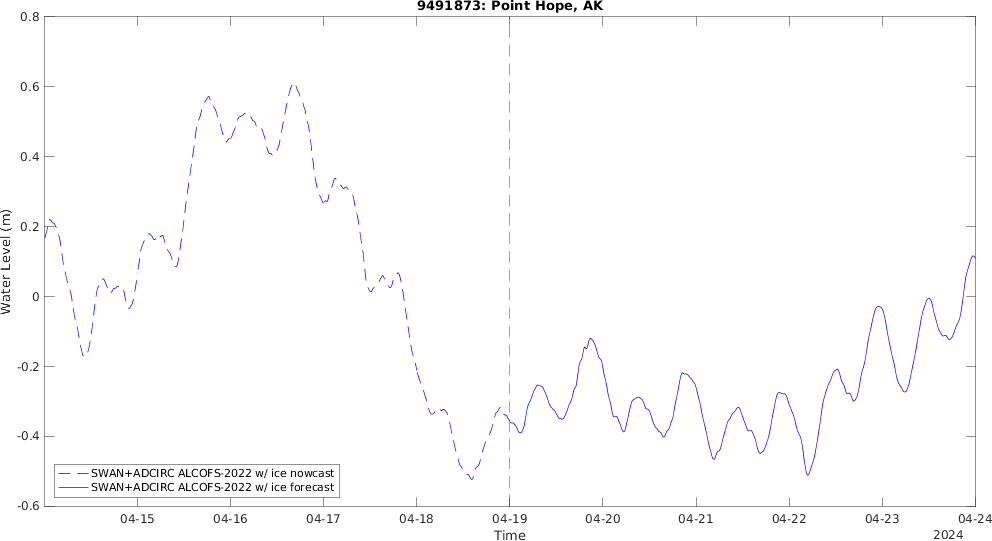 9491873: Point Hope, AK
0.8
0.6
0.4
0.2
0
-0.2
-0.4
-0.6
Water Level (m)
SWAN+ADCIRC ALCOFS-2022 w/ ice nowcast
SWAN+ADCIRC ALCOFS-2022 w/ ice forecast
04-15 04-16 04-17 04-18 04-19 04-20 04-21 04-22 04-23 04-24
Time
2024